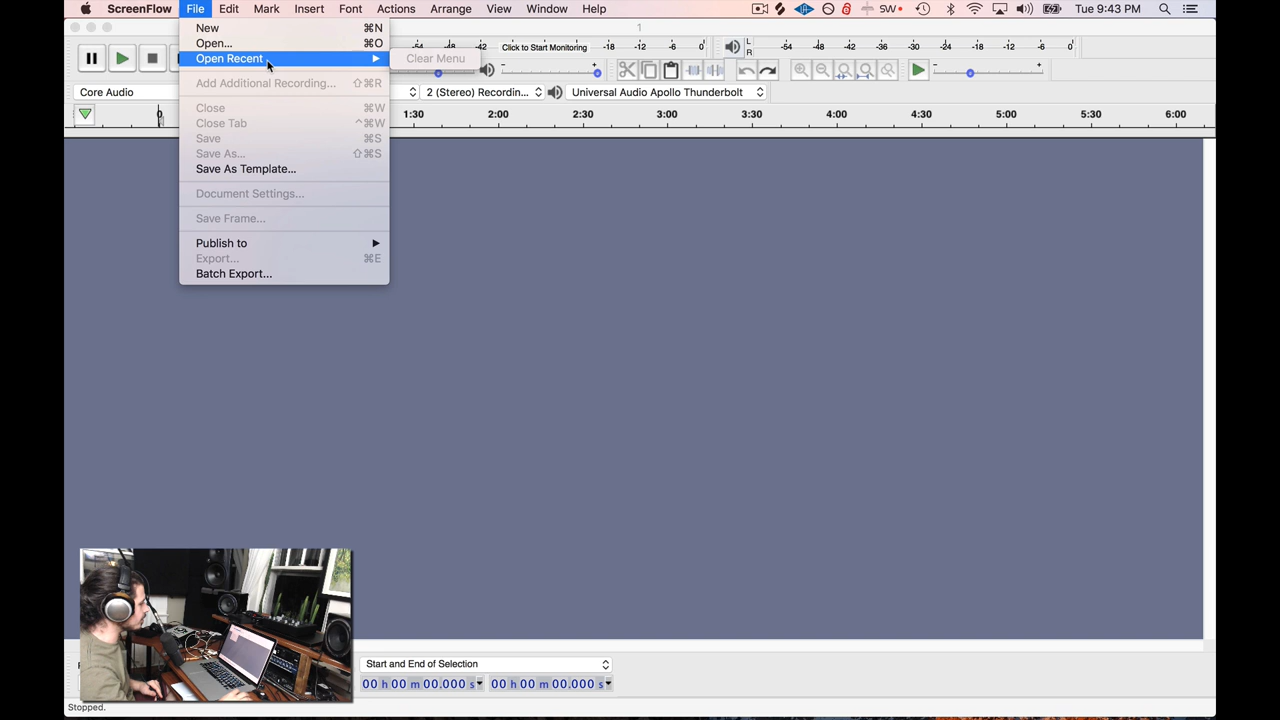 ScreenFlow File Edit Mark Insert Font Actions Arrange View Window Help SW Tue 9:43 PM
1
New ⌘N
Open... ⌘O
Open Recent ▶
Clear Menu
Add Additional Recording... ⇧⌘R
Close ⌘W
Close Tab ^⌘W
Save ⌘S
Save As... ⇧⌘S
Save As Template...
Document Settings...
Save Frame...
Publish to ▶
Export... ⌘E
Batch Export...
-54 -48 -42 Click to Start Monitoring -18 -12 -6 0
L
R
-54 -48 -42 -36 -30 -24 -18 -12 -6 0
- +
- +
Core Audio 2 (Stereo) Recordin... Universal Audio Apollo Thunderbolt
0 1:30 2:00 2:30 3:00 3:30 4:00 4:30 5:00 5:30 6:00
Start and End of Selection
00 h 00 m 00.000 s 00 h 00 m 00.000 s
Stopped.